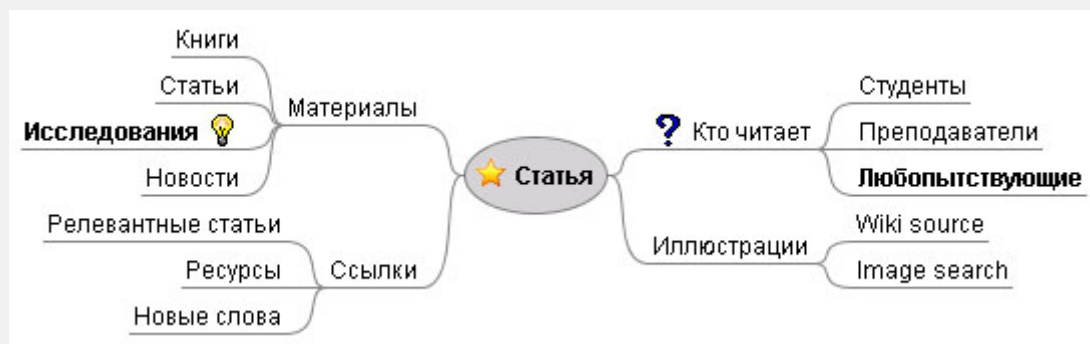 Книги
Статьи
Исследования
Новости
Материалы
Релевантные статьи
Ресурсы
Новые слова
Ссылки
Статья
? Кто читает
Студенты
Преподаватели
Любопытствующие
Иллюстрации
Wiki source
Image search